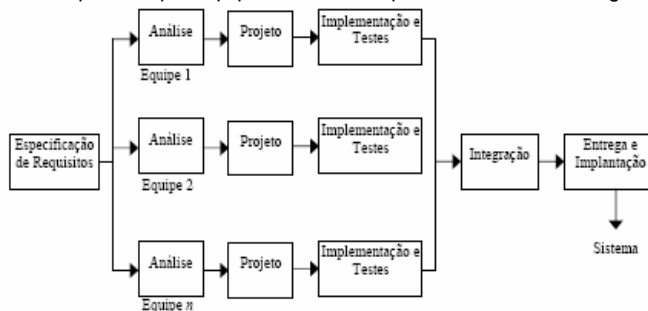 Análise
Projeto
Implementação e
Testes
Equipe 1
Especificação
de Requisitos
Análise
Projeto
Implementação e
Testes
Equipe 2
Integração
Entrega e
Implantação
Sistema
Análise
Projeto
Implementação e
Testes
Equipe n